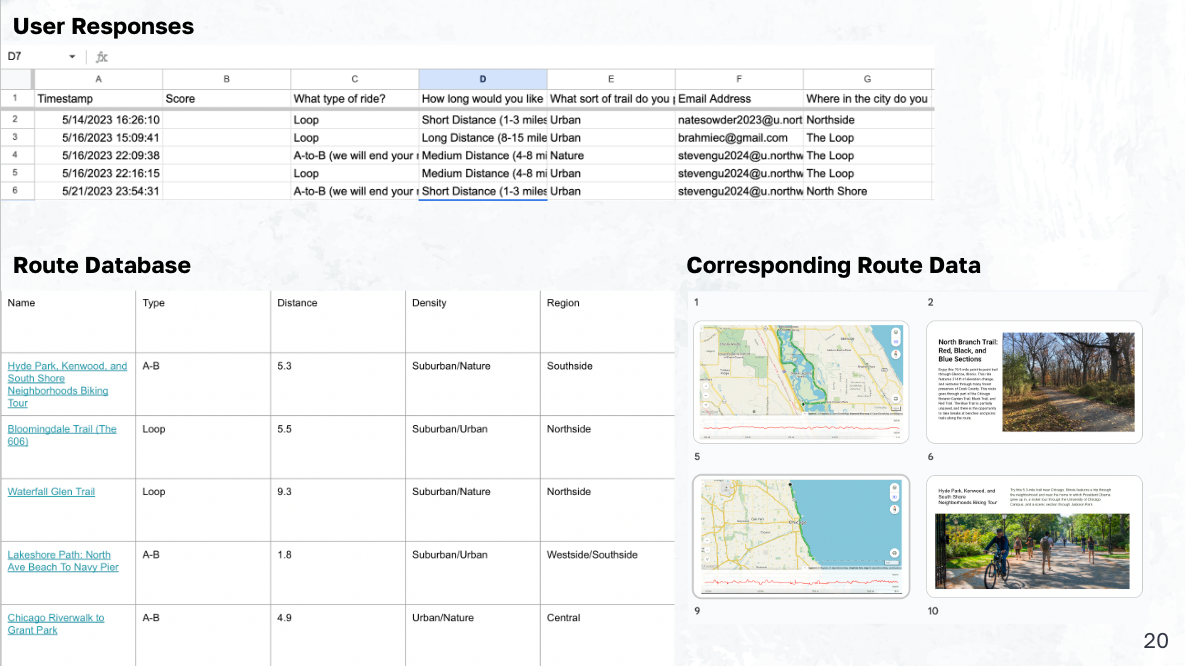 User Responses
D7 fx
A B C D E F G
1 Timestamp Score What type of ride? How long would you like What sort of trail do you Email Address Where in the city do you
2 5/14/2023 16:26:10 Loop Short Distance (1-3 miles Urban natesowder2023@u.nort Northside
3 5/16/2023 15:09:41 Loop Long Distance (8-15 mile Urban brahmiec@gmail.com The Loop
4 5/16/2023 22:09:38 A-to-B (we will end your Medium Distance (4-8 mi Nature stevengu2024@u.northw The Loop
5 5/16/2023 22:16:15 Loop Medium Distance (4-8 mi Urban stevengu2024@u.northw The Loop
6 5/21/2023 23:54:31 A-to-B (we will end your Short Distance (1-3 miles Urban stevengu2024@u.northw North Shore
Route Database
Name Type Distance Density Region
Hyde Park, Kenwood, and
South Shore
Neighborhoods Biking
Tour
A-B 5.3 Suburban/Nature Southside
Bloomingdale Trail (The
606)
Loop 5.5 Suburban/Urban Northside
Waterfall Glen Trail Loop 9.3 Suburban/Nature Northside
Lakeshore Path: North
Ave Beach To Navy Pier
A-B 1.8 Suburban/Urban Westside/Southside
Chicago Riverwalk to
Grant Park
A-B 4.9 Urban/Nature Central
Corresponding Route Data
1 2
North Branch Trail:
Red, Black, and
Blue Sections
5 6
Hyde Park, Kenwood, and
South Shore
Neighborhoods Biking Tour
9 10
20